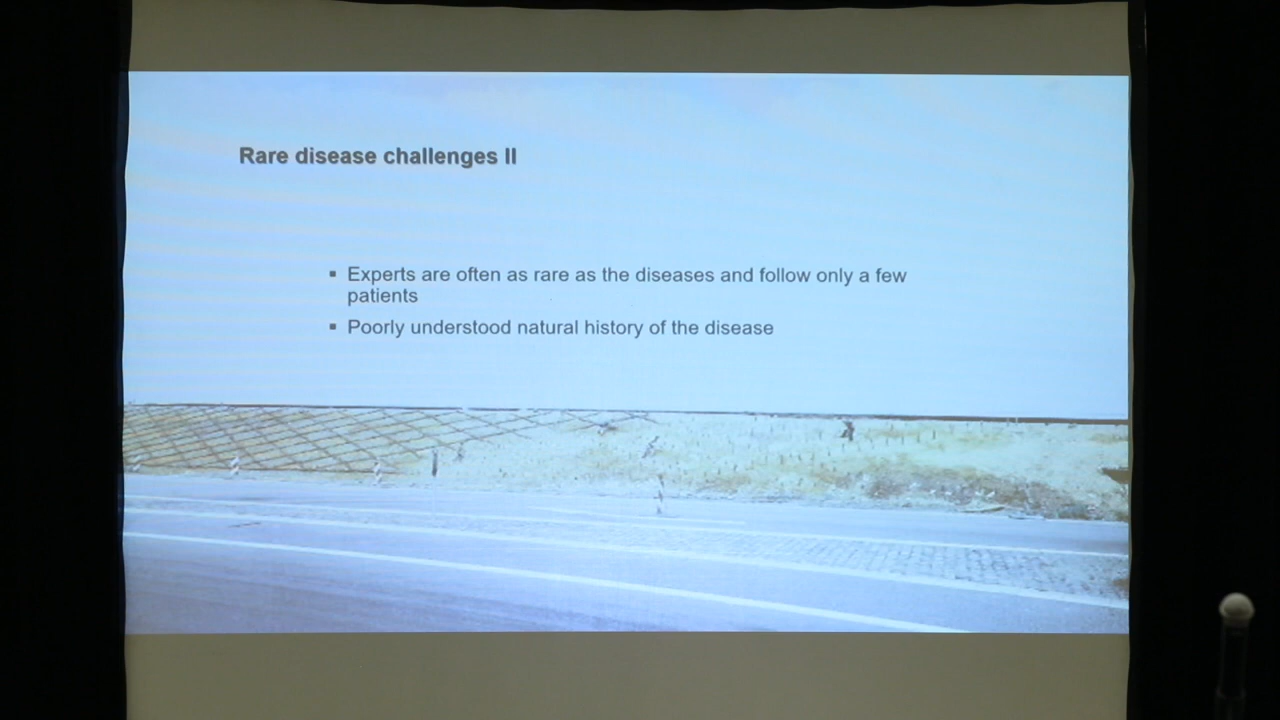 Rare disease challenges II
▪ Experts are often as rare as the diseases and follow only a few
patients
▪ Poorly understood natural history of the disease